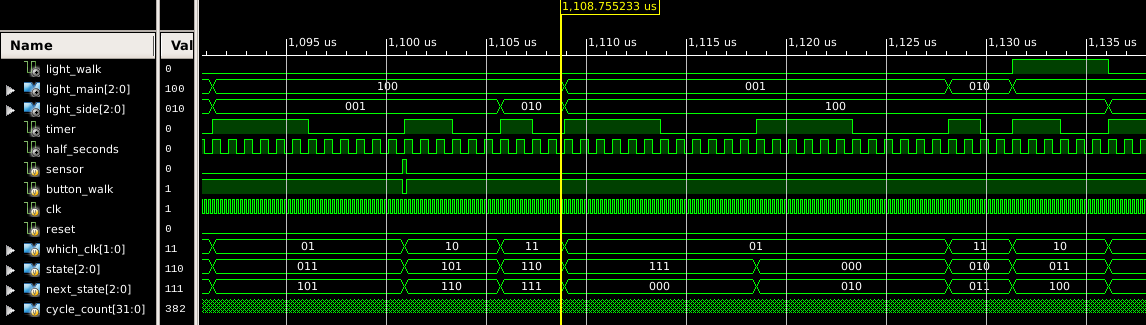 1,108.755233 us
Name Val 1,095 us 1,100 us 1,105 us 1,110 us 1,115 us 1,120 us 1,125 us 1,130 us 1,135 us
light_walk 0
light_main[2:0] 100 100 001 010
light_side[2:0] 010 001 010 100
timer 0
half_seconds 0
sensor 0
button_walk 1
clk 1
reset 0
which_clk[1:0] 11 01 10 11 01 11 10
state[2:0] 110 011 101 110 111 000 010 011
next_state[2:0] 111 101 110 111 000 010 011 100
cycle_count[31:0] 382